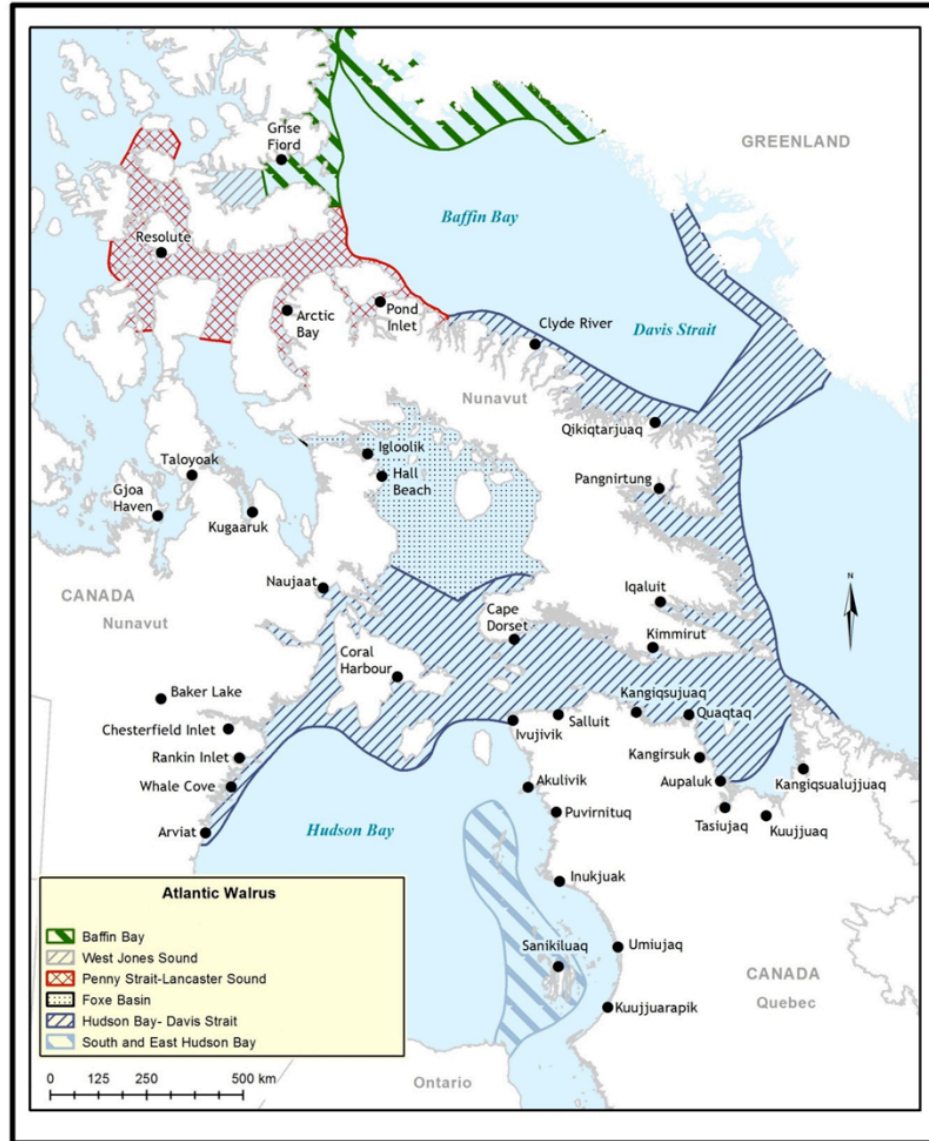 Grise
Fiord
GREENLAND
Baffin Bay
Resolute
Arctic
Bay
Pond
Inlet
Clyde River
Davis Strait
Nunavut
Qikiqtarjuaq
Igloolik
Hall
Beach
Taloyoak
Gjoa
Haven
Kugaaruk
Pangnirtung
N
Naujaat
CANADA
Nunavut
Iqaluit
Cape
Dorset
Kimmirut
Coral
Harbour
Baker Lake
Chesterfield Inlet
Rankin Inlet
Whale Cove
Arviat
Kangiqsujuaq
Salluit
Quaqtaq
Ivujivik
Kangirsuk
Akulivik
Aupaluk
Kangiqsualujjuaq
Puvirnituq
Tasiujaq
Kuujjuaq
Hudson Bay
Inukjuak
Sanikiluaq
Umiujaq
CANADA
Quebec
Kuujjuarapik
Ontario
Atlantic Walrus
Baffin Bay
West Jones Sound
Penny Strait-Lancaster Sound
Foxe Basin
Hudson Bay- Davis Strait
South and East Hudson Bay
0 125 250 500 km